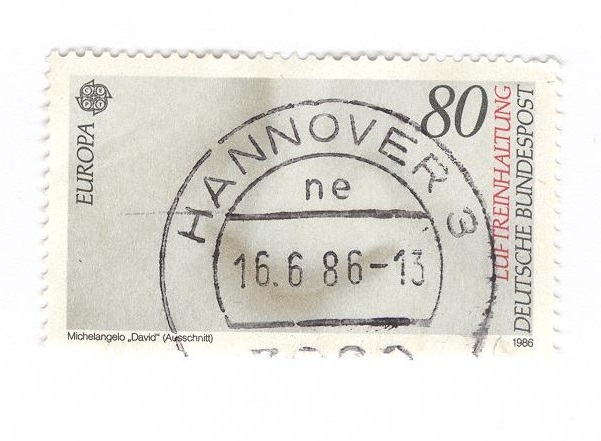 EUROPA
80
LUFTREINHALTUNG
DEUTSCHE BUNDESPOST
HANNOVER 3
ne
16.6 86-13
Michelangelo „David“ (Ausschnitt)
1986